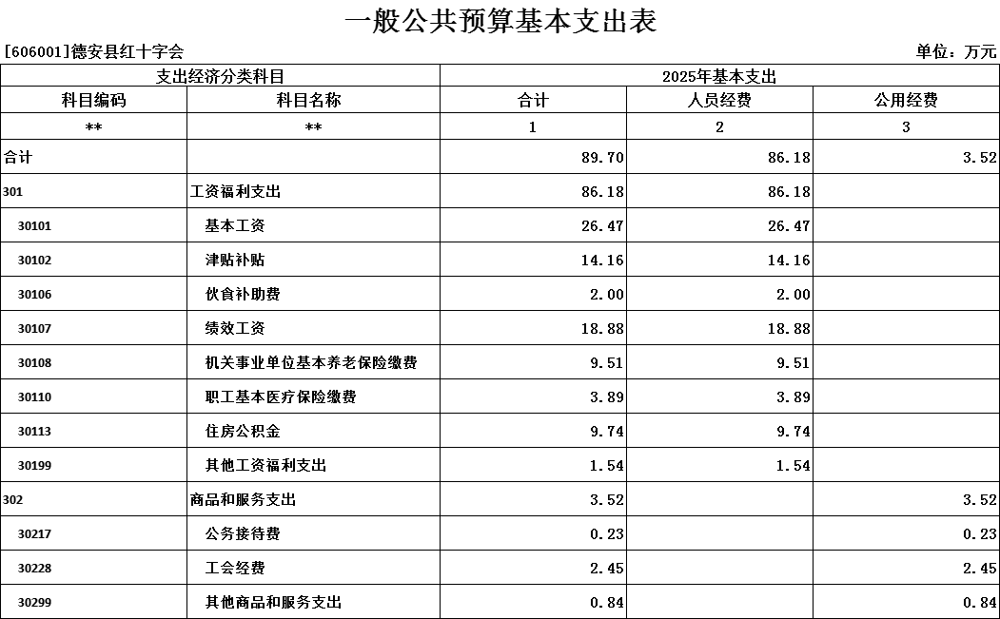 一般公共预算基本支出表
[606001]德安县红十字会 单位：万元
支出经济分类科目 2025年基本支出
科目编码 科目名称 合计 人员经费 公用经费
** ** 1 2 3
合计 89.70 86.18 3.52
301 工资福利支出 86.18 86.18
30101 基本工资 26.47 26.47
30102 津贴补贴 14.16 14.16
30106 伙食补助费 2.00 2.00
30107 绩效工资 18.88 18.88
30108 机关事业单位基本养老保险缴费 9.51 9.51
30110 职工基本医疗保险缴费 3.89 3.89
30113 住房公积金 9.74 9.74
30199 其他工资福利支出 1.54 1.54
302 商品和服务支出 3.52 3.52
30217 公务接待费 0.23 0.23
30228 工会经费 2.45 2.45
30299 其他商品和服务支出 0.84 0.84